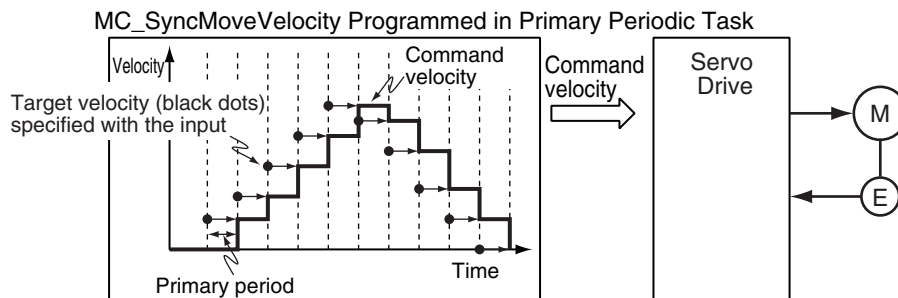 MC_SyncMoveVelocity Programmed in Primary Periodic Task
Velocity
Command
velocity
Target velocity (black dots)
specified with the input
Primary period
Time
Command
velocity
Servo
Drive
M
E